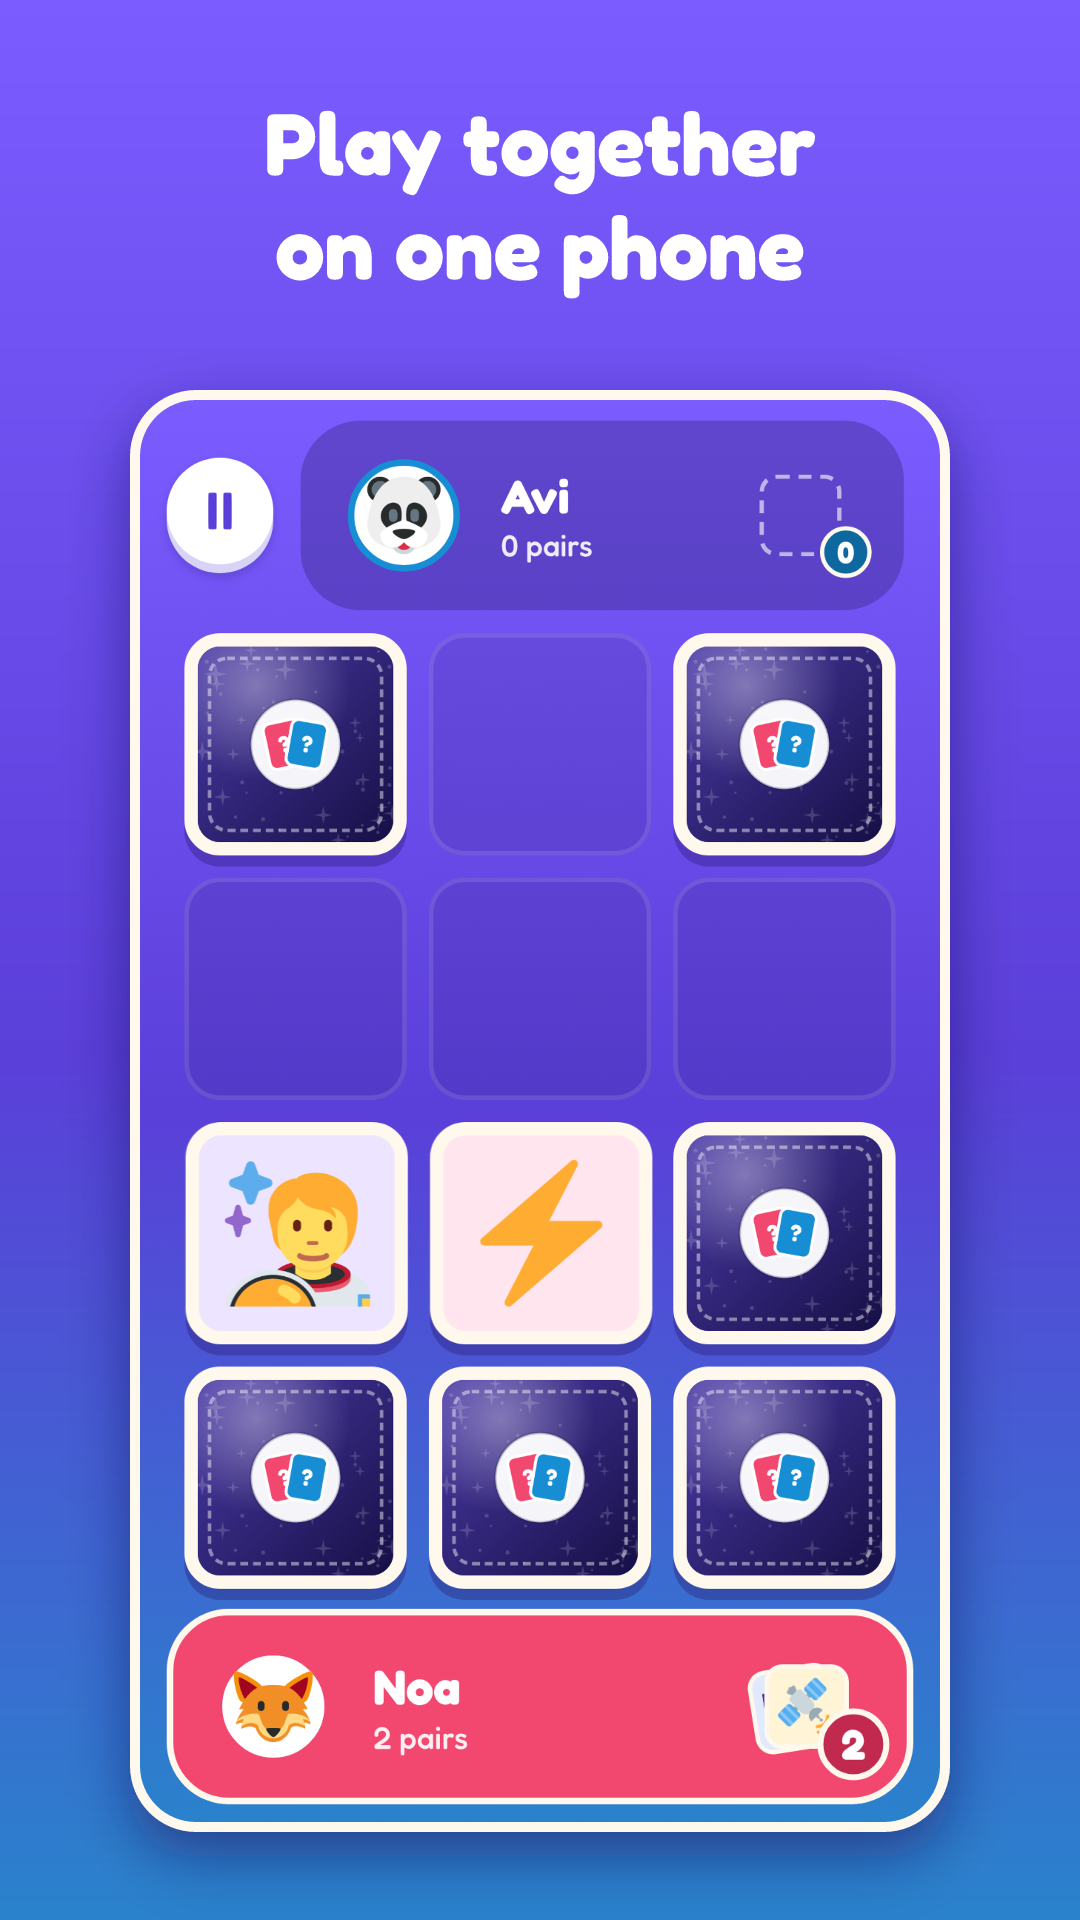 Play together
on one phone
Avi
0 pairs
0
? ?
? ?
? ?
? ?
? ?
? ?
Noa
2 pairs
2